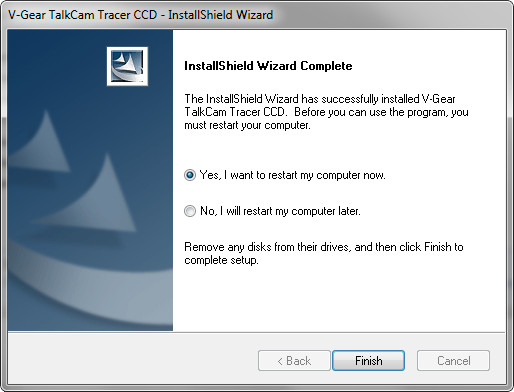 V-Gear TalkCam Tracer CCD - InstallShield Wizard
InstallShield Wizard Complete
The InstallShield Wizard has successfully installed V-Gear
TalkCam Tracer CCD.  Before you can use the program, you
must restart your computer.
Yes, I want to restart my computer now.
No, I will restart my computer later.
Remove any disks from their drives, and then click Finish to
complete setup.
< Back Finish Cancel